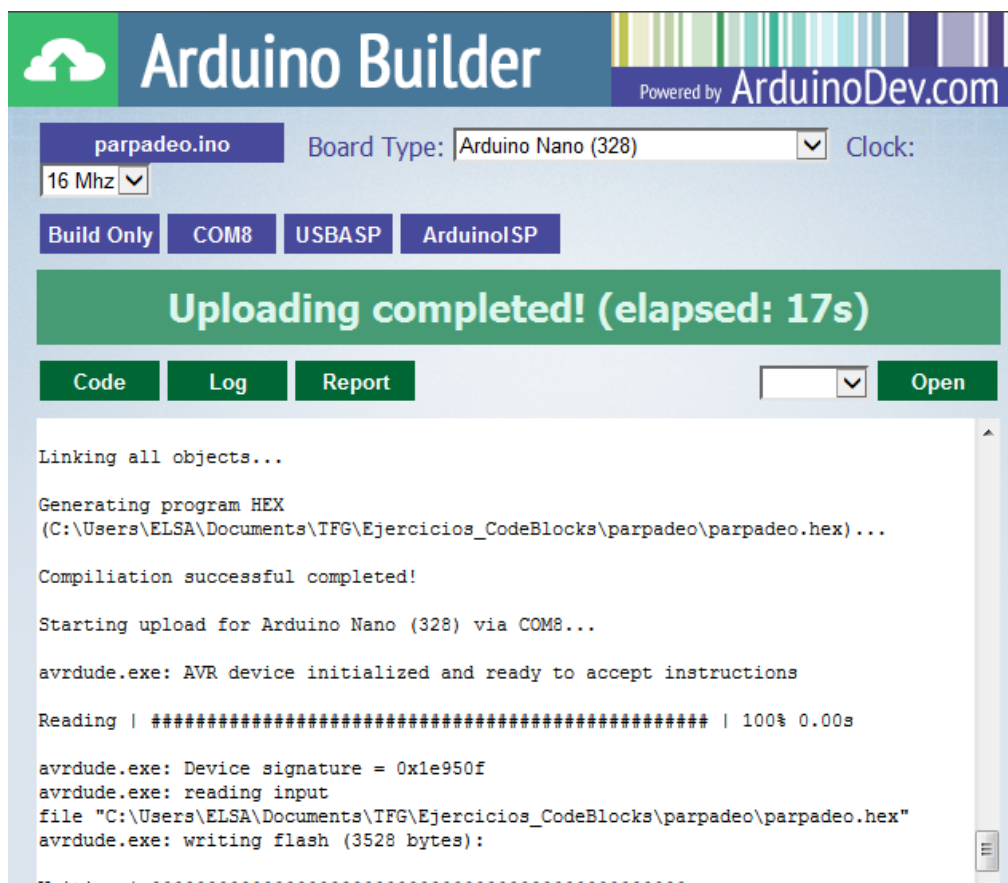 Arduino Builder
Powered by ArduinoDev.com
parpadeo.ino Board Type: Arduino Nano (328) Clock:
16 Mhz
Build Only COM8 USBASP ArduinoISP
Uploading completed! (elapsed: 17s)
Code Log Report Open
Linking all objects...
Generating program HEX
(C:\Users\ELSA\Documents\TFG\Ejercicios_CodeBlocks\parpadeo\parpadeo.hex)...
Compiliation successful completed!
Starting upload for Arduino Nano (328) via COM8...
avrdude.exe: AVR device initialized and ready to accept instructions
Reading | ################################################## | 100% 0.00s
avrdude.exe: Device signature = 0x1e950f
avrdude.exe: reading input
file "C:\Users\ELSA\Documents\TFG\Ejercicios_CodeBlocks\parpadeo\parpadeo.hex"
avrdude.exe: writing flash (3528 bytes):